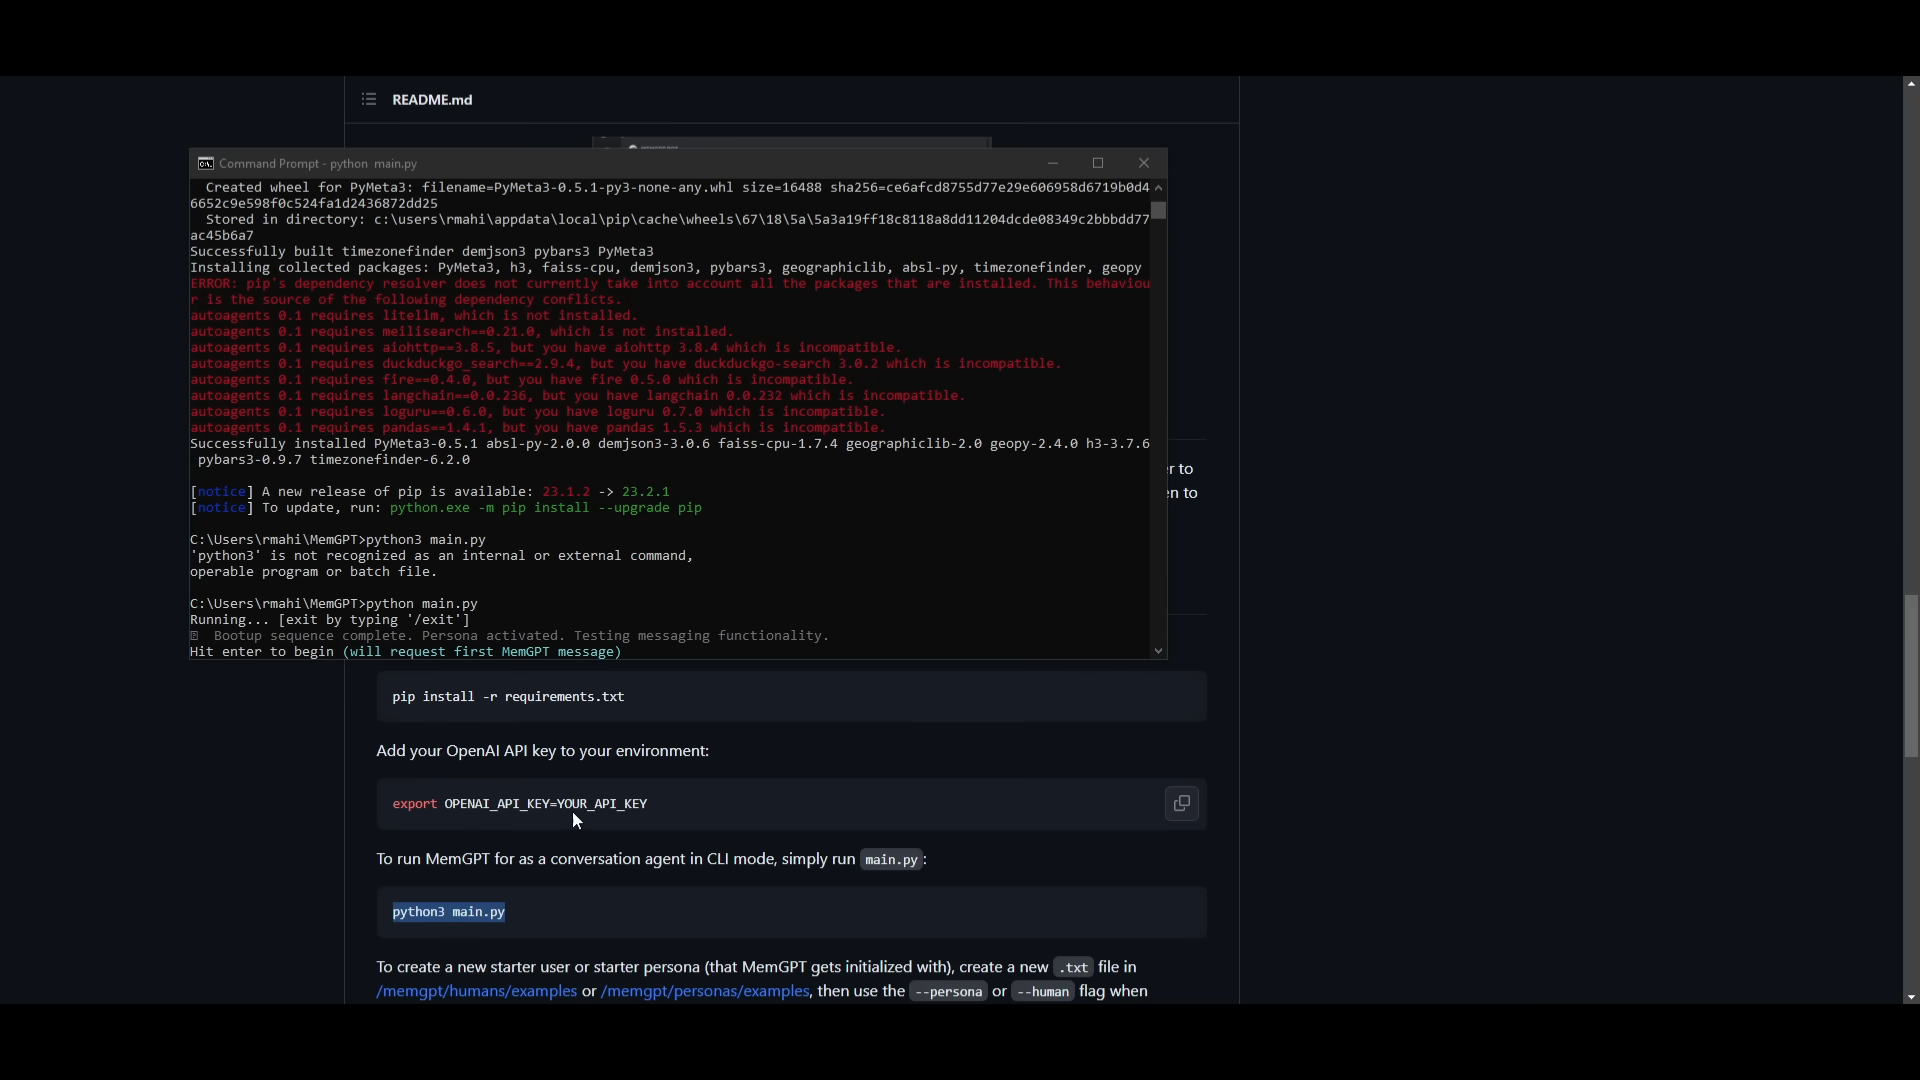 README.md
Command Prompt - python  main.py
Created wheel for PyMeta3: filename=PyMeta3-0.5.1-py3-none-any.whl size=16488 sha256=ce6afcd8755d77e29e606958d6719b0d4
6652c9e598f0c524fa1d2436872dd25
Stored in directory: c:\users\rmahi\appdata\local\pip\cache\wheels\67\18\5a\5a3a19ff18c8118a8dd11204dcde08349c2bbbdd77
ac45b6a7
Successfully built timezonefinder demjson3 pybars3 PyMeta3
Installing collected packages: PyMeta3, h3, faiss-cpu, demjson3, pybars3, geographiclib, absl-py, timezonefinder, geopy
ERROR: pip's dependency resolver does not currently take into account all the packages that are installed. This behaviou
r is the source of the following dependency conflicts.
autoagents 0.1 requires litellm, which is not installed.
autoagents 0.1 requires meilisearch==0.21.0, which is not installed.
autoagents 0.1 requires aiohttp==3.8.5, but you have aiohttp 3.8.4 which is incompatible.
autoagents 0.1 requires duckduckgo_search==2.9.4, but you have duckduckgo-search 3.0.2 which is incompatible.
autoagents 0.1 requires fire==0.4.0, but you have fire 0.5.0 which is incompatible.
autoagents 0.1 requires langchain==0.0.236, but you have langchain 0.0.232 which is incompatible.
autoagents 0.1 requires loguru==0.6.0, but you have loguru 0.7.0 which is incompatible.
autoagents 0.1 requires pandas==1.4.1, but you have pandas 1.5.3 which is incompatible.
Successfully installed PyMeta3-0.5.1 absl-py-2.0.0 demjson3-3.0.6 faiss-cpu-1.7.4 geographiclib-2.0 geopy-2.4.0 h3-3.7.6
pybars3-0.9.7 timezonefinder-6.2.0
[notice] A new release of pip is available: 23.1.2 -> 23.2.1
[notice] To update, run: python.exe -m pip install --upgrade pip
C:\Users\rmahi\MemGPT>python3 main.py
'python3' is not recognized as an internal or external command,
operable program or batch file.
C:\Users\rmahi\MemGPT>python main.py
Running... [exit by typing '/exit']
Bootup sequence complete. Persona activated. Testing messaging functionality.
Hit enter to begin (will request first MemGPT message)
r to
en to
pip install -r requirements.txt
Add your OpenAI API key to your environment:
export OPENAI_API_KEY=YOUR_API_KEY
To run MemGPT for as a conversation agent in CLI mode, simply run main.py:
python3 main.py
To create a new starter user or starter persona (that MemGPT gets initialized with), create a new .txt file in
/memgpt/humans/examples or /memgpt/personas/examples, then use the --persona or --human flag when